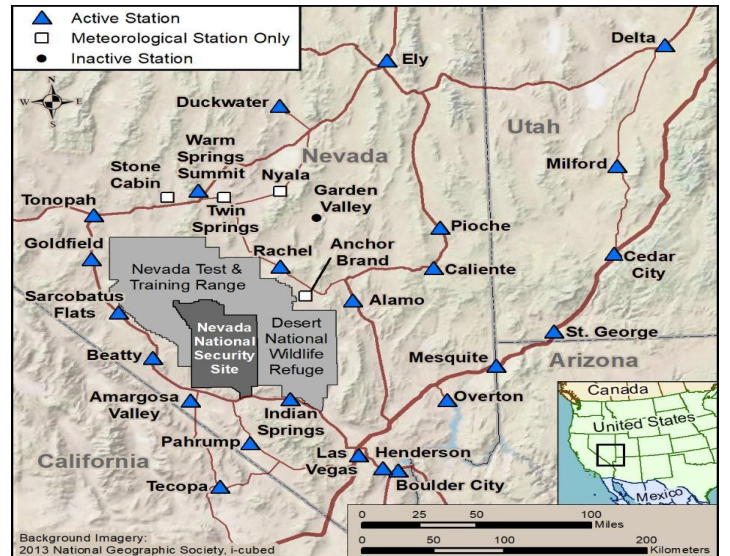 Active Station
Meteorological Station Only
Inactive Station
N
W
E
S
Ely
Delta
Duckwater
Utah
Warm
Springs
Summit
Nevada
Milford
Stone
Cabin
Nyala
Garden
Valley
Tonopah
Twin
Springs
Pioche
Goldfield
Rachel
Anchor
Brand
Cedar
City
Nevada Test &
Training Range
Caliente
Sarcobatus
Flats
Alamo
Nevada
National
Security
Site
Desert
National
Wildlife
Refuge
St. George
Beatty
Mesquite
Arizona
Amargosa
Valley
Indian
Springs
Overton
Canada
United States
Mexico
Pahrump
California
Las
Vegas
Henderson
Boulder City
Tecopa
0 25 50 100
Miles
0 50 100 200
Kilometers
Background Imagery:
2013 National Geographic Society, i-cubed